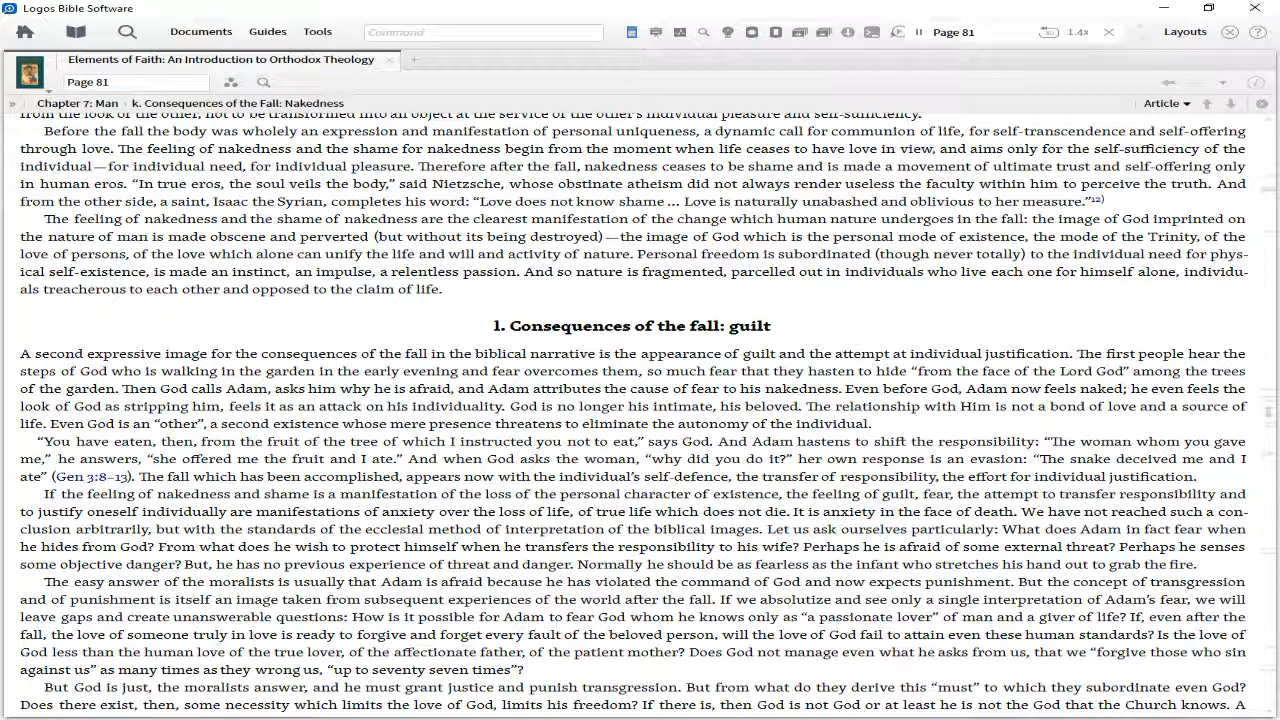 Logos Bible Software
Documents Guides Tools Command Page 81 1.4x Layouts
Elements of Faith: An Introduction to Orthodox Theology
Page 81
Chapter 7: Man › k. Consequences of the Fall: Nakedness Article
from the look of the other, not to be transformed into an object at the service of the other's individual pleasure and self-sufficiency.
Before the fall the body was wholely an expression and manifestation of personal uniqueness, a dynamic call for communion of life, for self-transcendence and self-offering
through love. The feeling of nakedness and the shame for nakedness begin from the moment when life ceases to have love in view, and aims only for the self-sufficiency of the
individual—for individual need, for individual pleasure. Therefore after the fall, nakedness ceases to be shame and is made a movement of ultimate trust and self-offering only
in human eros. “In true eros, the soul veils the body,” said Nietzsche, whose obstinate atheism did not always render useless the faculty within him to perceive the truth. And
from the other side, a saint, Isaac the Syrian, completes his word: “Love does not know shame ... Love is naturally unabashed and oblivious to her measure.”12)
The feeling of nakedness and the shame of nakedness are the clearest manifestation of the change which human nature undergoes in the fall: the image of God imprinted on
the nature of man is made obscene and perverted (but without its being destroyed)—the image of God which is the personal mode of existence, the mode of the Trinity, of the
love of persons, of the love which alone can unify the life and will and activity of nature. Personal freedom is subordinated (though never totally) to the individual need for phys-
ical self-existence, is made an instinct, an impulse, a relentless passion. And so nature is fragmented, parcelled out in individuals who live each one for himself alone, individu-
als treacherous to each other and opposed to the claim of life.
l. Consequences of the fall: guilt
A second expressive image for the consequences of the fall in the biblical narrative is the appearance of guilt and the attempt at individual justification. The first people hear the
steps of God who is walking in the garden in the early evening and fear overcomes them, so much fear that they hasten to hide “from the face of the Lord God” among the trees
of the garden. Then God calls Adam, asks him why he is afraid, and Adam attributes the cause of fear to his nakedness. Even before God, Adam now feels naked; he even feels the
look of God as stripping him, feels it as an attack on his individuality. God is no longer his intimate, his beloved. The relationship with Him is not a bond of love and a source of
life. Even God is an “other”, a second existence whose mere presence threatens to eliminate the autonomy of the individual.
“You have eaten, then, from the fruit of the tree of which I instructed you not to eat,” says God. And Adam hastens to shift the responsibility: “The woman whom you gave
me,” he answers, “she offered me the fruit and I ate.” And when God asks the woman, “why did you do it?” her own response is an evasion: “The snake deceived me and I
ate” (Gen 3:8–13). The fall which has been accomplished, appears now with the individual's self-defence, the transfer of responsibility, the effort for individual justification.
If the feeling of nakedness and shame is a manifestation of the loss of the personal character of existence, the feeling of guilt, fear, the attempt to transfer responsibility and
to justify oneself individually are manifestations of anxiety over the loss of life, of true life which does not die. It is anxiety in the face of death. We have not reached such a con-
clusion arbitrarily, but with the standards of the ecclesial method of interpretation of the biblical images. Let us ask ourselves particularly: What does Adam in fact fear when
he hides from God? From what does he wish to protect himself when he transfers the responsibility to his wife? Perhaps he is afraid of some external threat? Perhaps he senses
some objective danger? But, he has no previous experience of threat and danger. Normally he should be as fearless as the infant who stretches his hand out to grab the fire.
The easy answer of the moralists is usually that Adam is afraid because he has violated the command of God and now expects punishment. But the concept of transgression
and of punishment is itself an image taken from subsequent experiences of the world after the fall. If we absolutize and see only a single interpretation of Adam's fear, we will
leave gaps and create unanswerable questions: How is it possible for Adam to fear God whom he knows only as “a passionate lover” of man and a giver of life? If, even after the
fall, the love of someone truly in love is ready to forgive and forget every fault of the beloved person, will the love of God fail to attain even these human standards? Is the love of
God less than the human love of the true lover, of the affectionate father, of the patient mother? Does God not manage even what he asks from us, that we “forgive those who sin
against us” as many times as they wrong us, “up to seventy seven times”?
But God is just, the moralists answer, and he must grant justice and punish transgression. But from what do they derive this “must” to which they subordinate even God?
Does there exist, then, some necessity which limits the love of God, limits his freedom? If there is, then God is not God or at least he is not the God that the Church knows. A